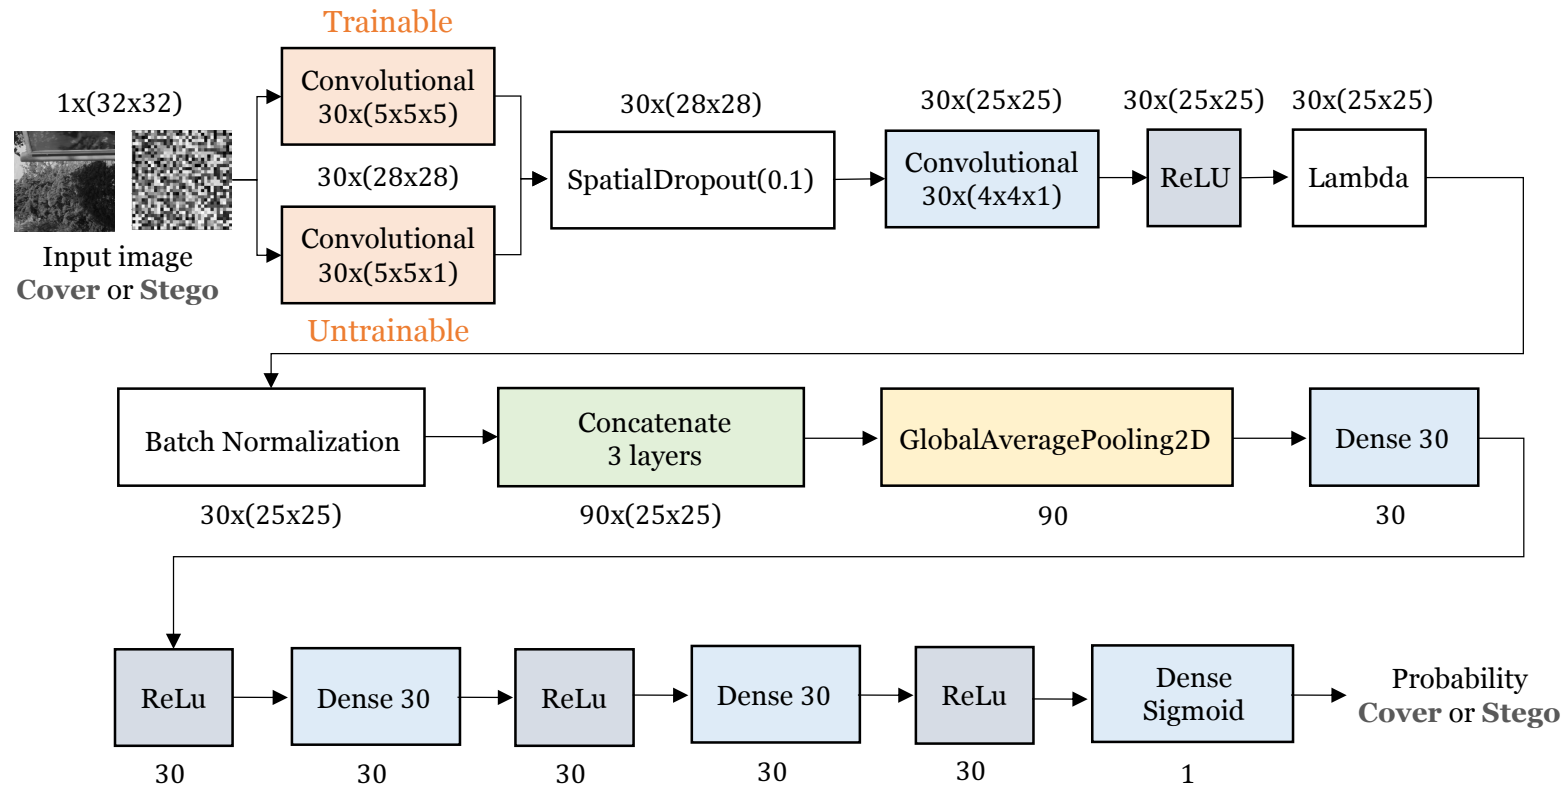 Trainable
1x(32x32)
Convolutional
30x(5x5x5)
30x(28x28)
Convolutional
30x(5x5x1)
Untrainable
Input image
Cover or Stego
30x(28x28)
SpatialDropout(0.1)
30x(25x25)
Convolutional
30x(4x4x1)
30x(25x25)
ReLU
30x(25x25)
Lambda
Batch Normalization
30x(25x25)
Concatenate
3 layers
90x(25x25)
GlobalAveragePooling2D
90
Dense 30
30
ReLu
30
Dense 30
30
ReLu
30
Dense 30
30
ReLu
30
Dense
Sigmoid
1
Probability
Cover or Stego